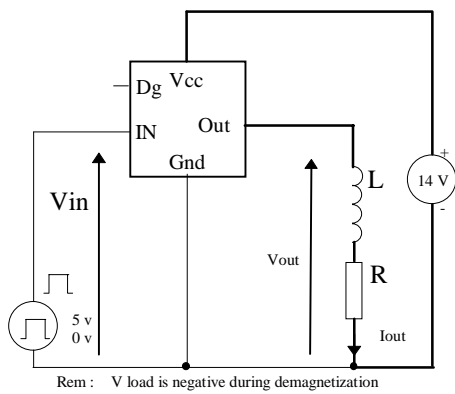 Vcc
Dg
IN
Out
Gnd
+
14 V
-
L
Vin
Vout
R
5 v
0 v
Iout
Rem : V load is negative during demagnetization